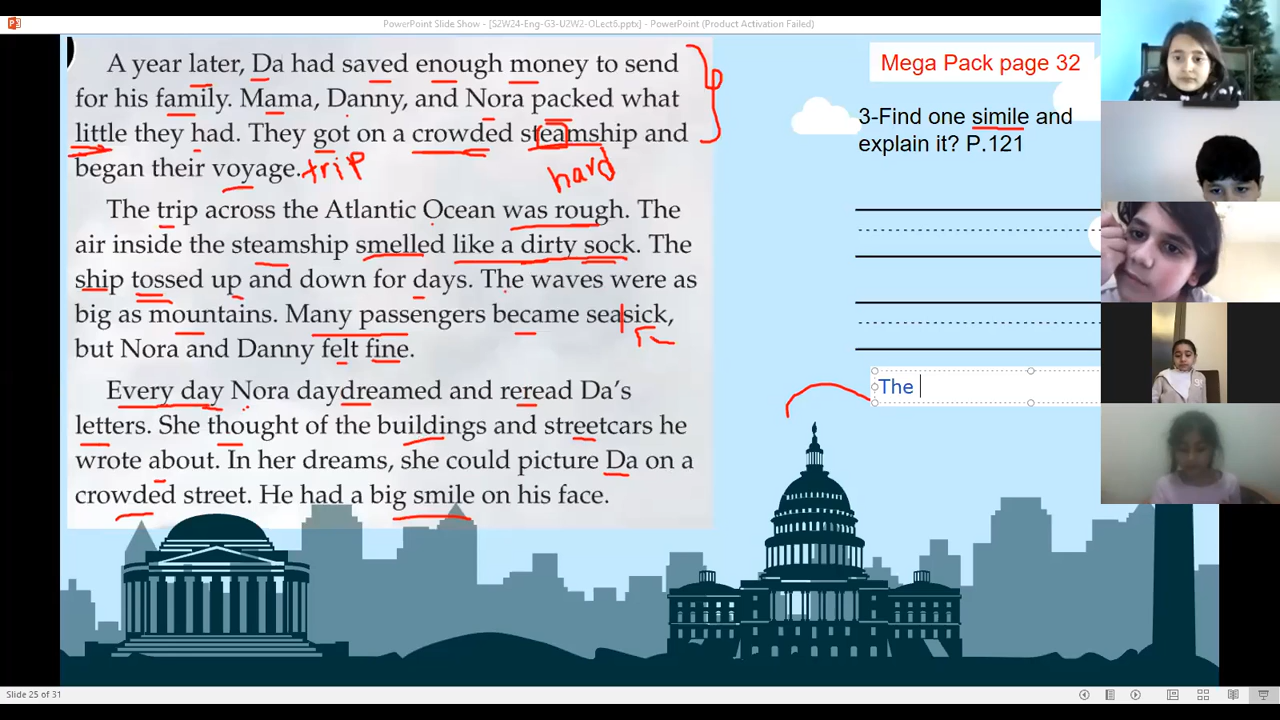 PowerPoint Slide Show - [S2W24-Eng-G3-U2W2-OLect6.pptx] - PowerPoint (Product Activation Failed)
A year later, Da had saved enough money to send
for his family. Mama, Danny, and Nora packed what
little they had. They got on a crowded steamship and
began their voyage. trip
hard
The trip across the Atlantic Ocean was rough. The
air inside the steamship smelled like a dirty sock. The
ship tossed up and down for days. The waves were as
big as mountains. Many passengers became seasick,
but Nora and Danny felt fine.
Every day Nora daydreamed and reread Da's
letters. She thought of the buildings and streetcars he
wrote about. In her dreams, she could picture Da on a
crowded street. He had a big smile on his face.
Mega Pack page 32
3-Find one simile and
explain it? P.121
The
Slide 25 of 31